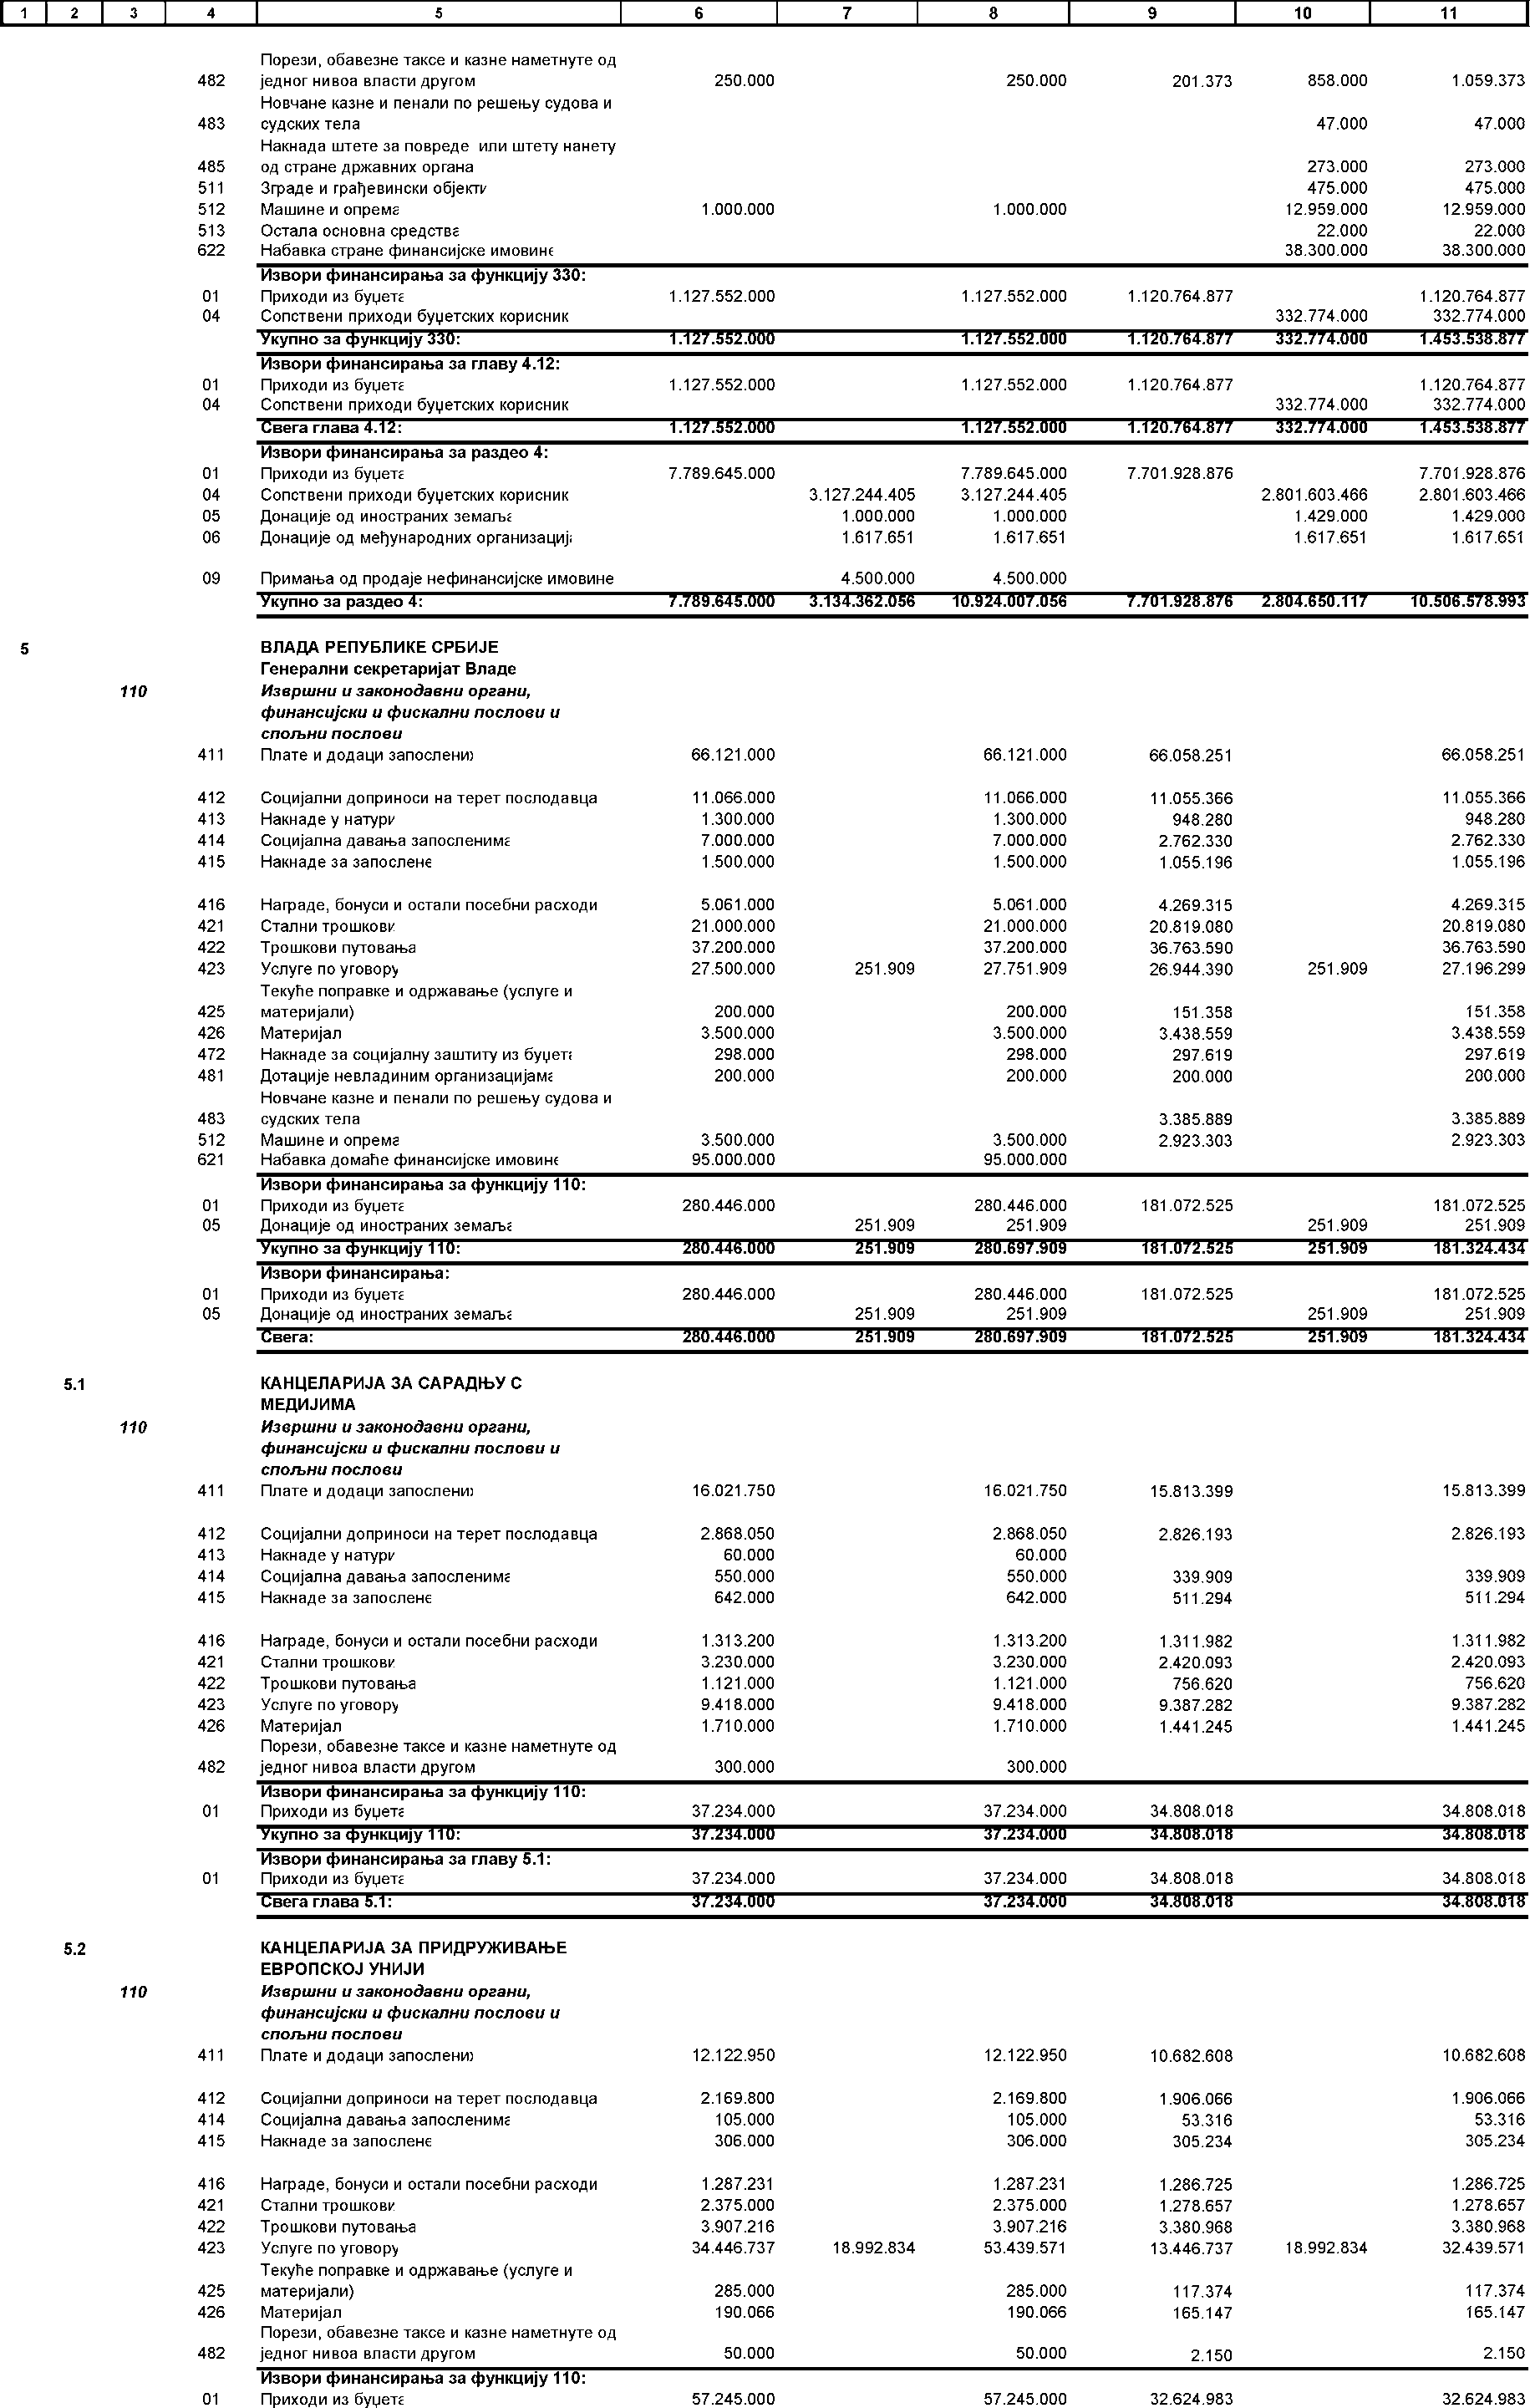 1 2 3 4 5 6 7 8 9 10 11
Порези, обавезне таксе и казне наметнуте од
482 једног нивоа власти другом 250.000 250.000 201.373 858.000 1.059.373
Новчане казне и пенали по решењу судова и
483 судских тела 47.000 47.000
Накнада штете за повреде или штету нанету
485 од стране државних органа 273.000 273.000
511 Зграде и грађевински објекти 475.000 475.000
512 Машине и опрема 1.000.000 1.000.000 12.959.000 12.959.000
513 Остала основна средства 22.000 22.000
622 Набавка стране финансијске имовине 38.300.000 38.300.000
Извори финансирања за функцију 330:
01 Приходи из буџета 1.127.552.000 1.127.552.000 1.120.764.877 1.120.764.877
04 Сопствени приходи буџетских корисник 332.774.000 332.774.000
Укупно за функцију 330: 1.127.552.000 1.127.552.000 1.120.764.877 332.774.000 1.453.538.877
Извори финансирања за главу 4.12:
01 Приходи из буџета 1.127.552.000 1.127.552.000 1.120.764.877 1.120.764.877
04 Сопствени приходи буџетских корисник 332.774.000 332.774.000
Свега глава 4.12: 1.127.552.000 1.127.552.000 1.120.764.877 332.774.000 1.453.538.877
Извори финансирања за раздео 4:
01 Приходи из буџета 7.789.645.000 7.789.645.000 7.701.928.876 7.701.928.876
04 Сопствени приходи буџетских корисник 3.127.244.405 3.127.244.405 2.801.603.466 2.801.603.466
05 Донације од иностраних земаља 1.000.000 1.000.000 1.429.000 1.429.000
06 Донације од међународних организациј 1.617.651 1.617.651 1.617.651 1.617.651
09 Примања од продаје нефинансијске имовине 4.500.000 4.500.000
Укупно за раздео 4: 7.789.645.000 3.134.362.056 10.924.007.056 7.701.928.876 2.804.650.117 10.506.578.993
5 ВЛАДА РЕПУБЛИКЕ СРБИЈЕ
Генерални секретаријат Владе
110 Извршни и законодавни органи,
финансијски и фискални послови и
спољни послови
411 Плате и додаци запослених 66.121.000 66.121.000 66.058.251 66.058.251
412 Социјални доприноси на терет послодавца 11.066.000 11.066.000 11.055.366 11.055.366
413 Накнаде у натури 1.300.000 1.300.000 948.280 948.280
414 Социјална давања запосленима 7.000.000 7.000.000 2.762.330 2.762.330
415 Накнаде за запослене 1.500.000 1.500.000 1.055.196 1.055.196
416 Награде, бонуси и остали посебни расходи 5.061.000 5.061.000 4.269.315 4.269.315
421 Стални трошкови 21.000.000 21.000.000 20.819.080 20.819.080
422 Трошкови путовања 37.200.000 37.200.000 36.763.590 36.763.590
423 Услуге по уговору 27.500.000 251.909 27.751.909 26.944.390 251.909 27.196.299
Текуће поправке и одржавање (услуге и
425 материјали) 200.000 200.000 151.358 151.358
426 Материјал 3.500.000 3.500.000 3.438.559 3.438.559
472 Накнаде за социјалну заштиту из буџета 298.000 298.000 297.619 297.619
481 Дотације невладиним организацијама 200.000 200.000 200.000 200.000
Новчане казне и пенали по решењу судова и
483 судских тела 3.385.889 3.385.889
512 Машине и опрема 3.500.000 3.500.000 2.923.303 2.923.303
621 Набавка домаће финансијске имовине 95.000.000 95.000.000
Извори финансирања за функцију 110:
01 Приходи из буџета 280.446.000 280.446.000 181.072.525 181.072.525
05 Донације од иностраних земаља 251.909 251.909 251.909 251.909
Укупно за функцију 110: 280.446.000 251.909 280.697.909 181.072.525 251.909 181.324.434
Извори финансирања:
01 Приходи из буџета 280.446.000 280.446.000 181.072.525 181.072.525
05 Донације од иностраних земаља 251.909 251.909 251.909 251.909
Свега: 280.446.000 251.909 280.697.909 181.072.525 251.909 181.324.434
5.1 КАНЦЕЛАРИЈА ЗА САРАДЊУ С
МЕДИЈИМА
110 Извршни и законодавни органи,
финансијски и фискални послови и
спољни послови
411 Плате и додаци запослених 16.021.750 16.021.750 15.813.399 15.813.399
412 Социјални доприноси на терет послодавца 2.868.050 2.868.050 2.826.193 2.826.193
413 Накнаде у натури 60.000 60.000
414 Социјална давања запосленима 550.000 550.000 339.909 339.909
415 Накнаде за запослене 642.000 642.000 511.294 511.294
416 Награде, бонуси и остали посебни расходи 1.313.200 1.313.200 1.311.982 1.311.982
421 Стални трошкови 3.230.000 3.230.000 2.420.093 2.420.093
422 Трошкови путовања 1.121.000 1.121.000 756.620 756.620
423 Услуге по уговору 9.418.000 9.418.000 9.387.282 9.387.282
426 Материјал 1.710.000 1.710.000 1.441.245 1.441.245
Порези, обавезне таксе и казне наметнуте од
482 једног нивоа власти другом 300.000 300.000
Извори финансирања за функцију 110:
01 Приходи из буџета 37.234.000 37.234.000 34.808.018 34.808.018
Укупно за функцију 110: 37.234.000 37.234.000 34.808.018 34.808.018
Извори финансирања за главу 5.1:
01 Приходи из буџета 37.234.000 37.234.000 34.808.018 34.808.018
Свега глава 5.1: 37.234.000 37.234.000 34.808.018 34.808.018
5.2 КАНЦЕЛАРИЈА ЗА ПРИДРУЖИВАЊЕ
ЕВРОПСКОЈ УНИЈИ
110 Извршни и законодавни органи,
финансијски и фискални послови и
спољни послови
411 Плате и додаци запослених 12.122.950 12.122.950 10.682.608 10.682.608
412 Социјални доприноси на терет послодавца 2.169.800 2.169.800 1.906.066 1.906.066
414 Социјална давања запосленима 105.000 105.000 53.316 53.316
415 Накнаде за запослене 306.000 306.000 305.234 305.234
416 Награде, бонуси и остали посебни расходи 1.287.231 1.287.231 1.286.725 1.286.725
421 Стални трошкови 2.375.000 2.375.000 1.278.657 1.278.657
422 Трошкови путовања 3.907.216 3.907.216 3.380.968 3.380.968
423 Услуге по уговору 34.446.737 18.992.834 53.439.571 13.446.737 18.992.834 32.439.571
Текуће поправке и одржавање (услуге и
425 материјали) 285.000 285.000 117.374 117.374
426 Материјал 190.066 190.066 165.147 165.147
Порези, обавезне таксе и казне наметнуте од
482 једног нивоа власти другом 50.000 50.000 2.150 2.150
Извори финансирања за функцију 110:
01 Приходи из буџета 57.245.000 57.245.000 32.624.983 32.624.983